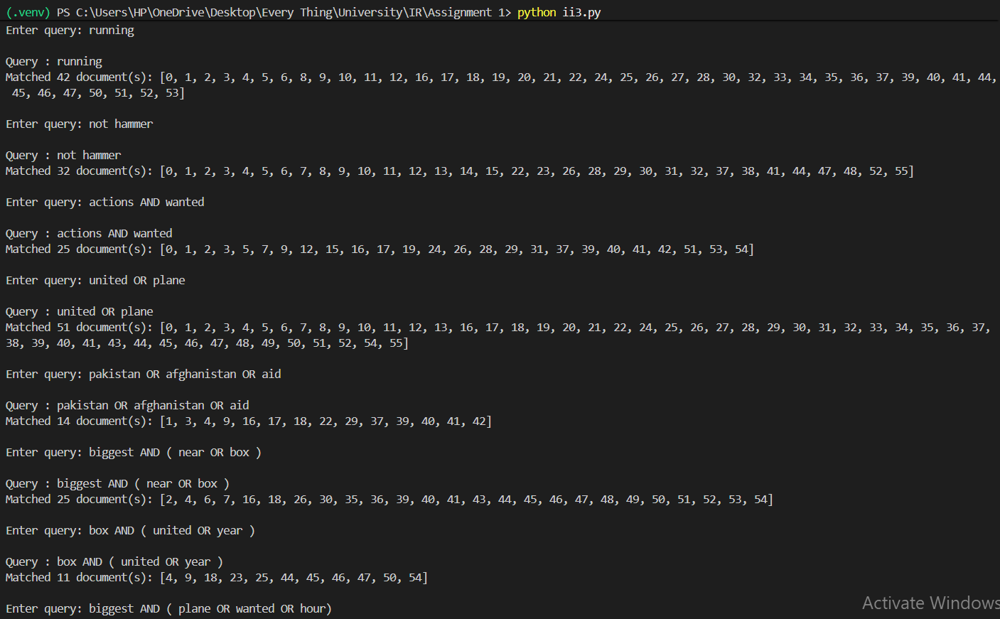 (.venv) PS C:\Users\HP\OneDrive\Desktop\Every Thing\University\IR\Assignment 1> python ii3.py
Enter query: running
Query : running
Matched 42 document(s): [0, 1, 2, 3, 4, 5, 6, 8, 9, 10, 11, 12, 16, 17, 18, 19, 20, 21, 22, 24, 25, 26, 27, 28, 30, 32, 33, 34, 35, 36, 37, 39, 40, 41, 44,
45, 46, 47, 50, 51, 52, 53]
Enter query: not hammer
Query : not hammer
Matched 32 document(s): [0, 1, 2, 3, 4, 5, 6, 7, 8, 9, 10, 11, 12, 13, 14, 15, 22, 23, 26, 28, 29, 30, 31, 32, 37, 38, 41, 44, 47, 48, 52, 55]
Enter query: actions AND wanted
Query : actions AND wanted
Matched 25 document(s): [0, 1, 2, 3, 5, 7, 9, 12, 15, 16, 17, 19, 24, 26, 28, 29, 31, 37, 39, 40, 41, 42, 51, 53, 54]
Enter query: united OR plane
Query : united OR plane
Matched 51 document(s): [0, 1, 2, 3, 4, 5, 6, 7, 8, 9, 10, 11, 12, 13, 16, 17, 18, 19, 20, 21, 22, 24, 25, 26, 27, 28, 29, 30, 31, 32, 33, 34, 35, 36, 37,
38, 39, 40, 41, 43, 44, 45, 46, 47, 48, 49, 50, 51, 52, 54, 55]
Enter query: pakistan OR afghanistan OR aid
Query : pakistan OR afghanistan OR aid
Matched 14 document(s): [1, 3, 4, 9, 16, 17, 18, 22, 29, 37, 39, 40, 41, 42]
Enter query: biggest AND ( near OR box )
Query : biggest AND ( near OR box )
Matched 25 document(s): [2, 4, 6, 7, 16, 18, 26, 30, 35, 36, 39, 40, 41, 43, 44, 45, 46, 47, 48, 49, 50, 51, 52, 53, 54]
Enter query: box AND ( united OR year )
Query : box AND ( united OR year )
Matched 11 document(s): [4, 9, 18, 23, 25, 44, 45, 46, 47, 50, 54]
Enter query: biggest AND ( plane OR wanted OR hour)
Activate Windows